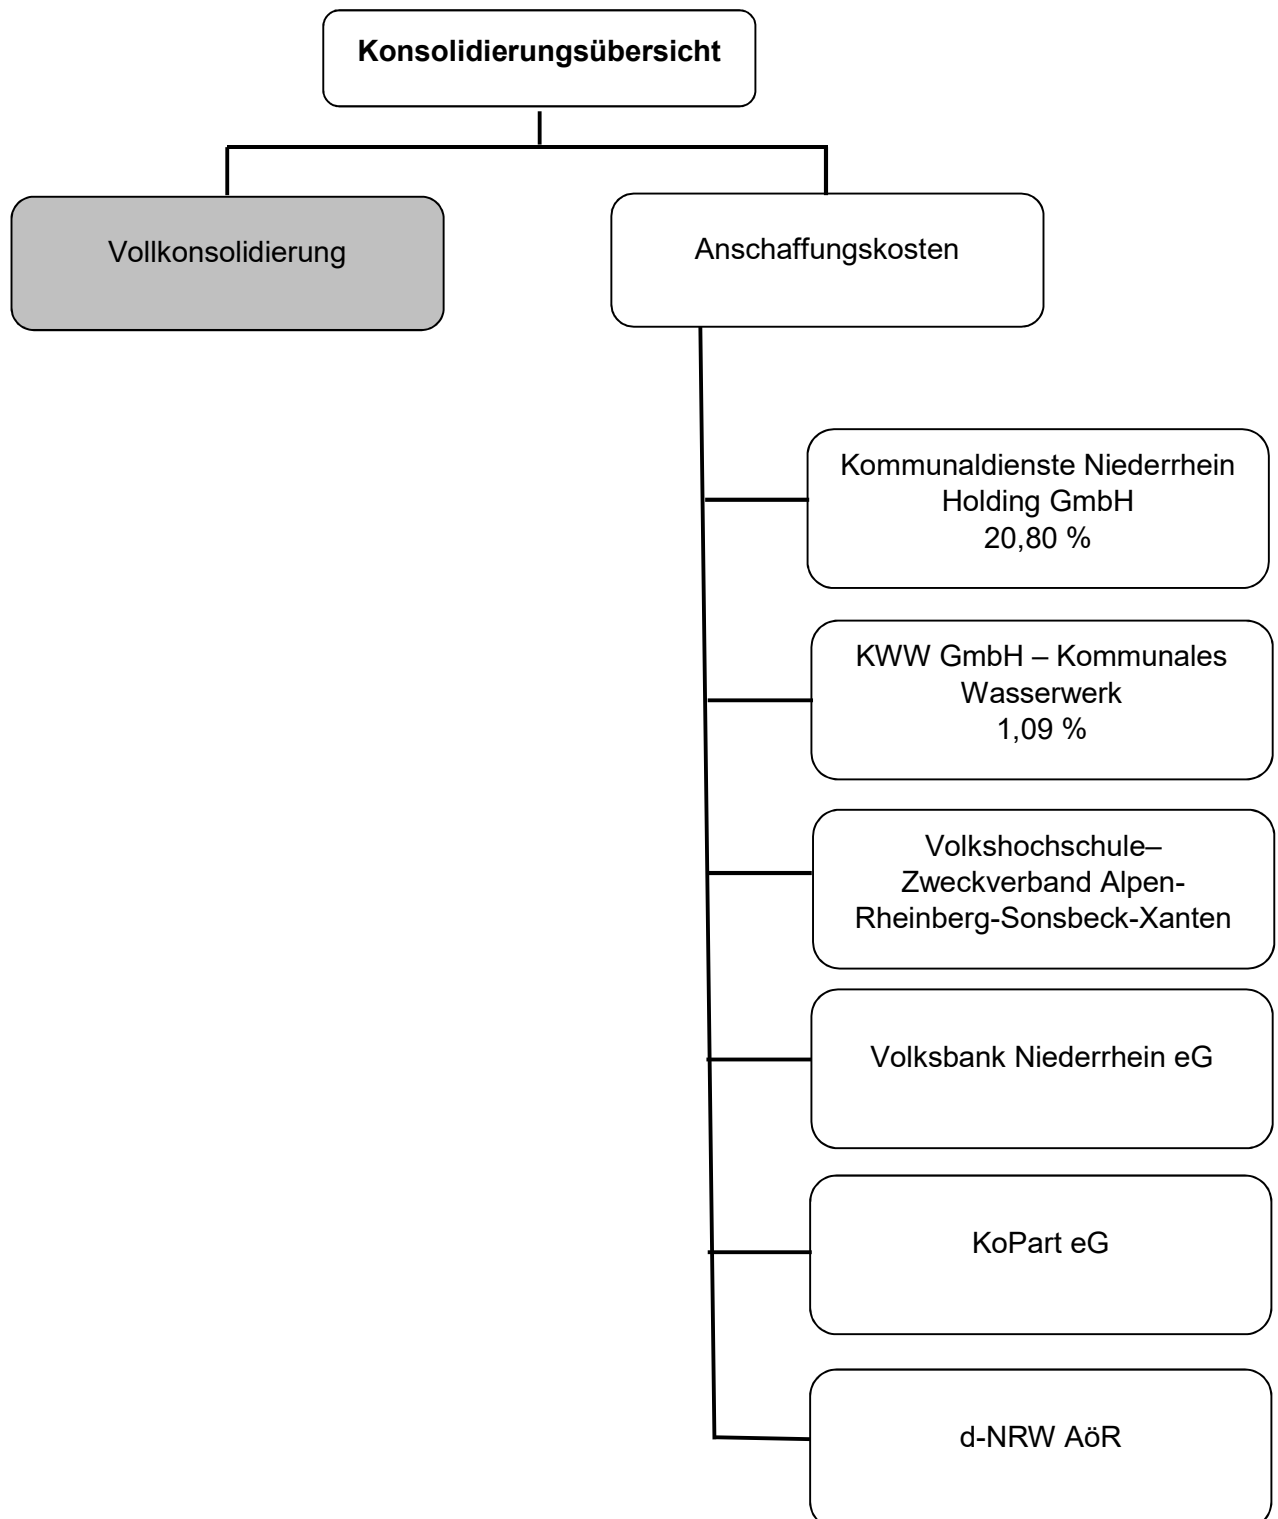 Konsolidierungsübersicht
Vollkonsolidierung
Anschaffungskosten
Kommunaldienste Niederrhein
Holding GmbH
20,80 %
KWW GmbH – Kommunales
Wasserwerk
1,09 %
Volkshochschule–
Zweckverband Alpen-
Rheinberg-Sonsbeck-Xanten
Volksbank Niederrhein eG
KoPart eG
d-NRW AöR